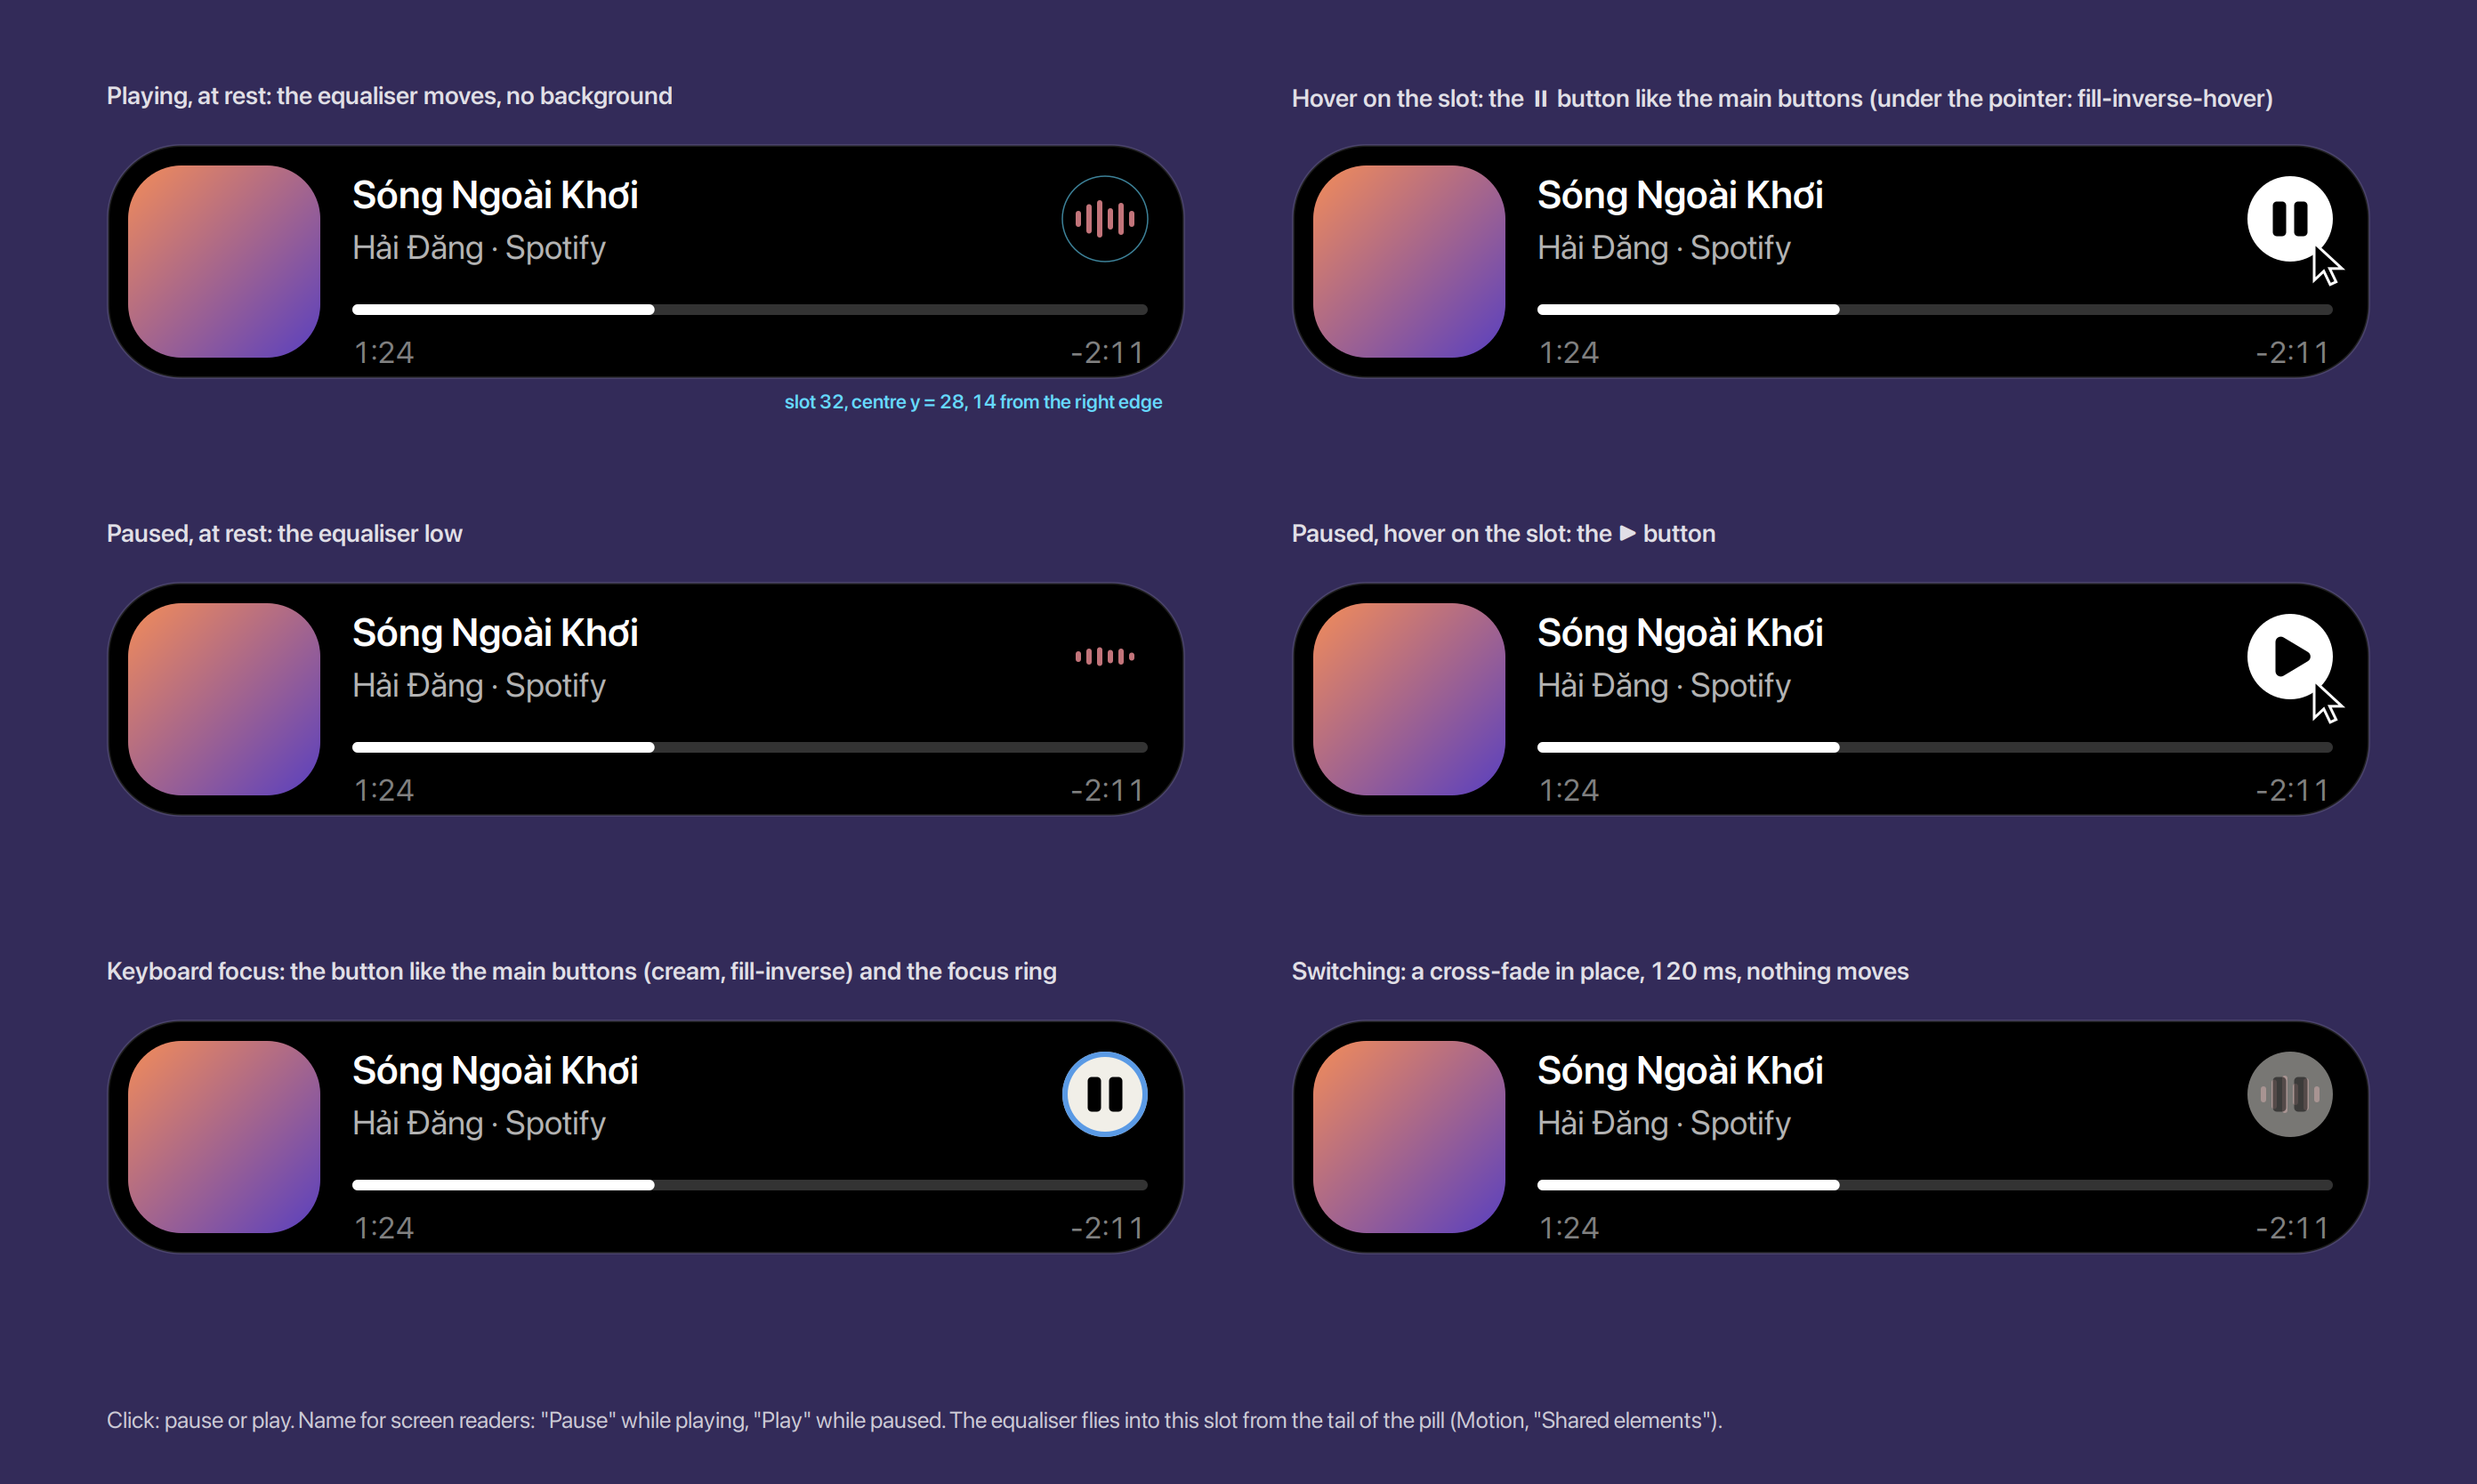 Playing, at rest: the equaliser moves, no background
Sóng Ngoài Khơi
Hải Đăng · Spotify
1:24
-2:11
slot 32, centre y = 28, 14 from the right edge
Hover on the slot: the ⏸ button like the main buttons (under the pointer: fill-inverse-hover)
Sóng Ngoài Khơi
Hải Đăng · Spotify
1:24
-2:11
Paused, at rest: the equaliser low
Sóng Ngoài Khơi
Hải Đăng · Spotify
1:24
-2:11
Paused, hover on the slot: the ▶ button
Sóng Ngoài Khơi
Hải Đăng · Spotify
1:24
-2:11
Keyboard focus: the button like the main buttons (cream, fill-inverse) and the focus ring
Sóng Ngoài Khơi
Hải Đăng · Spotify
1:24
-2:11
Switching: a cross-fade in place, 120 ms, nothing moves
Sóng Ngoài Khơi
Hải Đăng · Spotify
1:24
-2:11
Click: pause or play. Name for screen readers: "Pause" while playing, "Play" while paused. The equaliser flies into this slot from the tail of the pill (Motion, "Shared elements").